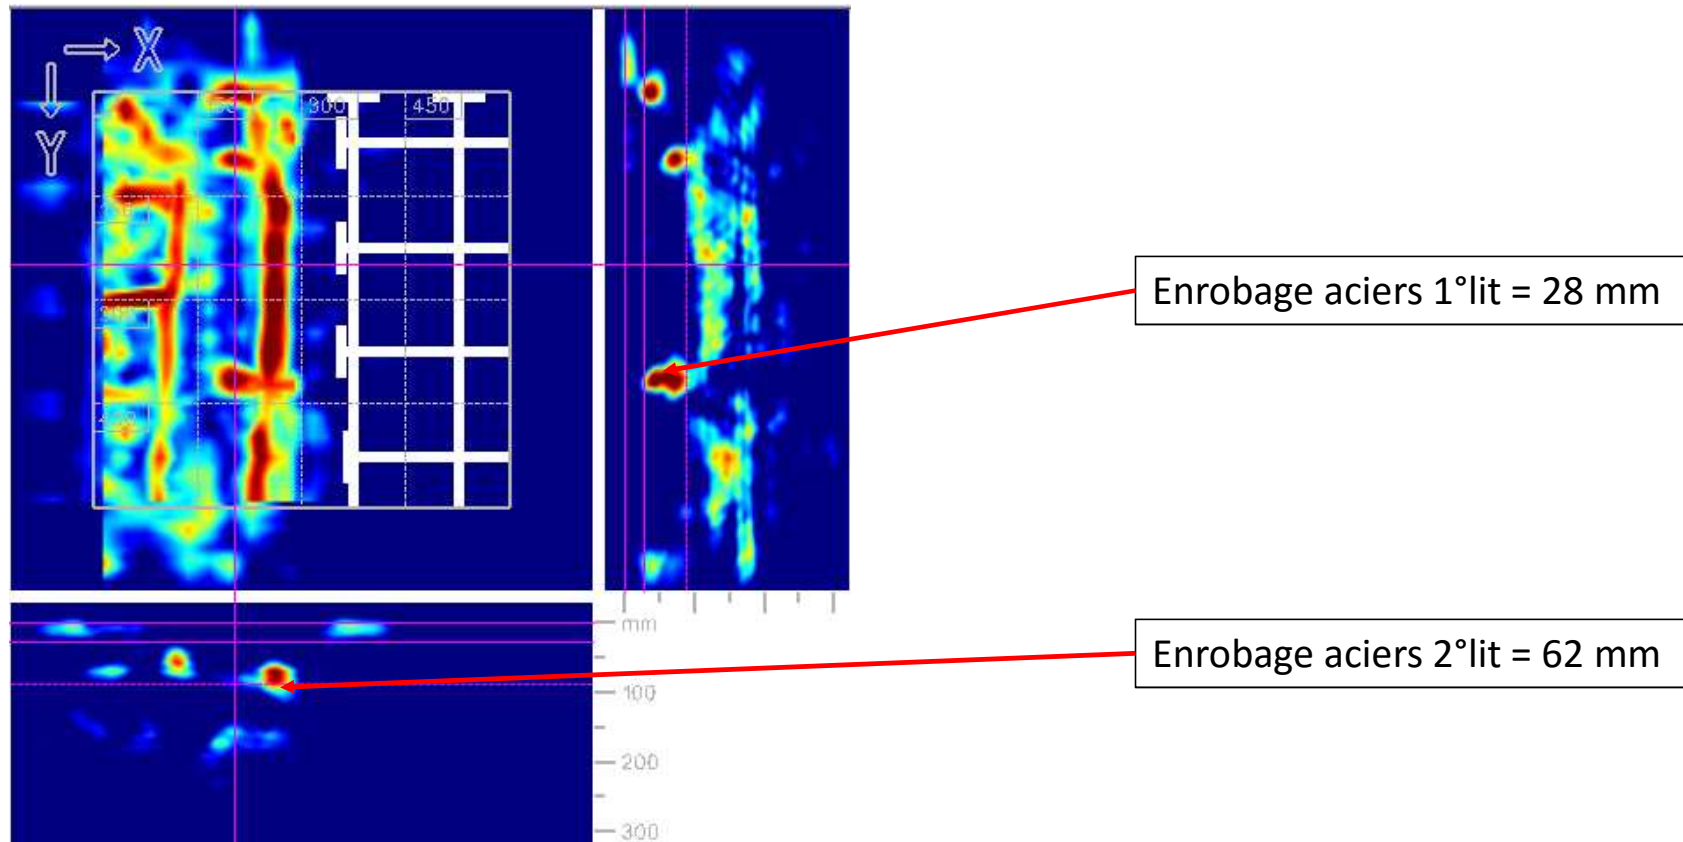 X
Y
300
450
Enrobage aciers 1°lit = 28 mm
mm
Enrobage aciers 2°lit = 62 mm
100
200
300